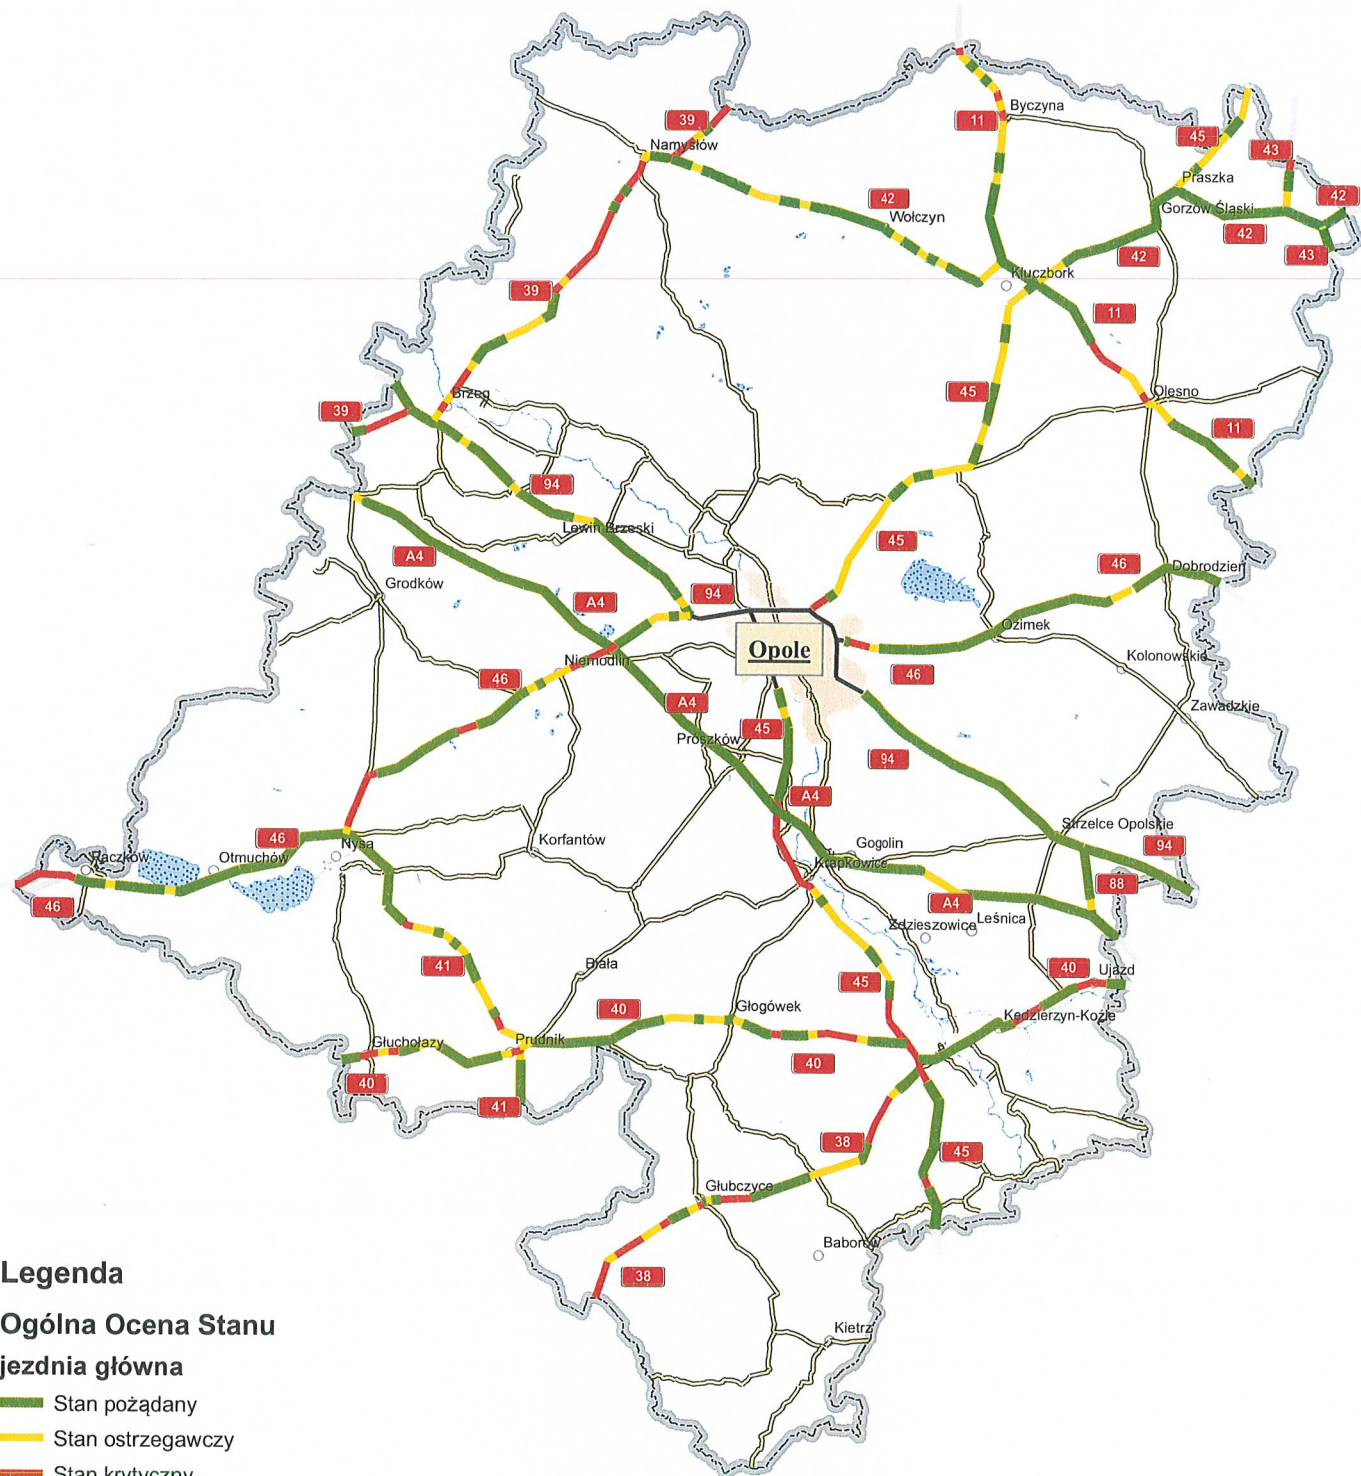 39
Namysłów
11
Byczyna
45
43
Praszka
42
42
Wołczyn
Gorzów Śląski
42
42
43
Kluczbork
39
11
Brzeg
45
Olesno
39
11
94
Lewin Brzeski
A4
45
46
Grodków
Dobrodzień
A4
94
Ozimek
Opole
Niemodlin
Kolonowskie
46
46
A4
Zawadzkie
45
Prószków
94
A4
46
Strzelce Opolskie
Nysa
Korfantów
Gogolin
94
Paczków
Otmuchów
Krapkowice
88
46
A4
Leśnica
Zdzieszowice
41
Biała
40
Ujazd
45
40
Głogówek
Kędzierzyn-Koźle
Głuchołazy
Prudnik
40
40
41
38
45
Głubczyce
Baborów
38
Kietrz
Legenda
Ogólna Ocena Stanu
jezdnia główna
Stan pożądany
Stan ostrzegawczy
Stan krytyczny